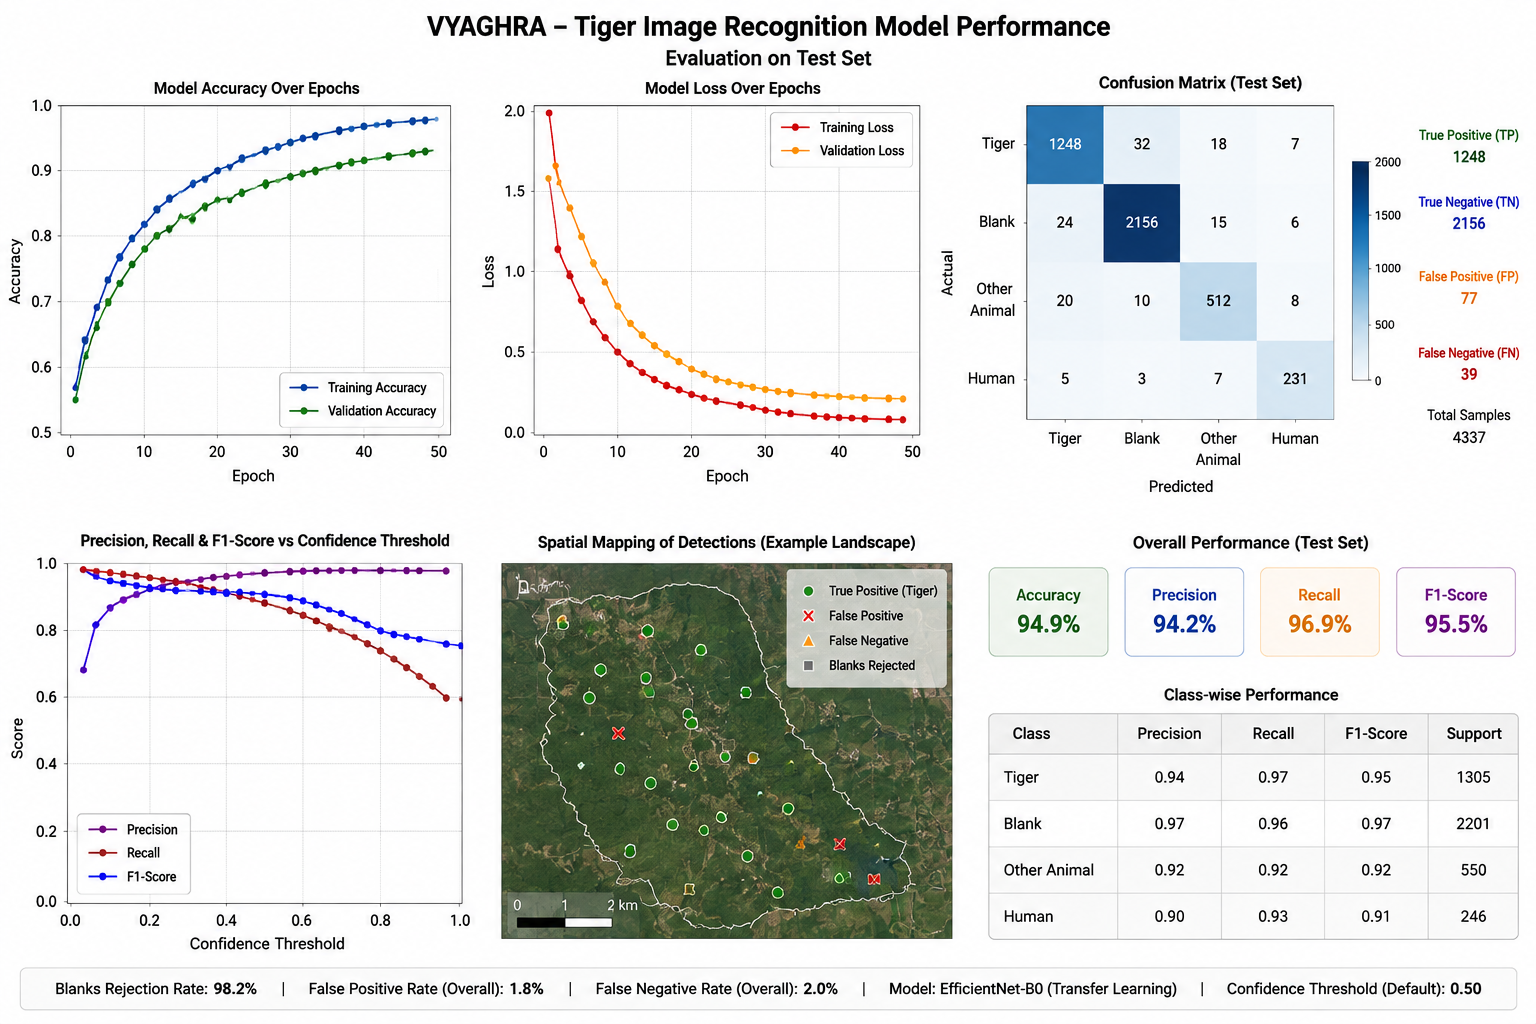 VYAGHRA – Tiger Image Recognition Model Performance
Evaluation on Test Set
Model Accuracy Over Epochs
1.0
0.9
0.8
0.7
0.6
0.5
Accuracy
Training Accuracy
Validation Accuracy
0 10 20 30 40 50
Epoch
Model Loss Over Epochs
2.0
1.5
1.0
0.5
0.0
Loss
Training Loss
Validation Loss
0 10 20 30 40 50
Epoch
Confusion Matrix (Test Set)
Actual
Tiger 1248 32 18 7
Blank 24 2156 15 6
Other
Animal
20 10 512 8
Human 5 3 7 231
Tiger Blank Other Human
Animal
Predicted
2600
1500
1000
500
0
True Positive (TP)
1248
True Negative (TN)
2156
False Positive (FP)
77
False Negative (FN)
39
Total Samples
4337
Precision, Recall & F1-Score vs Confidence Threshold
1.0
0.8
0.6
0.4
0.2
0.0
Score
Precision
Recall
F1-Score
0.0 0.2 0.4 0.6 0.8 1.0
Confidence Threshold
Spatial Mapping of Detections (Example Landscape)
True Positive (Tiger)
False Positive
False Negative
Blanks Rejected
0 1 2 km
Overall Performance (Test Set)
Accuracy
94.9%
Precision
94.2%
Recall
96.9%
F1-Score
95.5%
Class-wise Performance
Class Precision Recall F1-Score Support
Tiger 0.94 0.97 0.95 1305
Blank 0.97 0.96 0.97 2201
Other Animal 0.92 0.92 0.92 550
Human 0.90 0.93 0.91 246
Blanks Rejection Rate: 98.2% | False Positive Rate (Overall): 1.8% | False Negative Rate (Overall): 2.0% | Model: EfficientNet-B0 (Transfer Learning) | Confidence Threshold (Default): 0.50